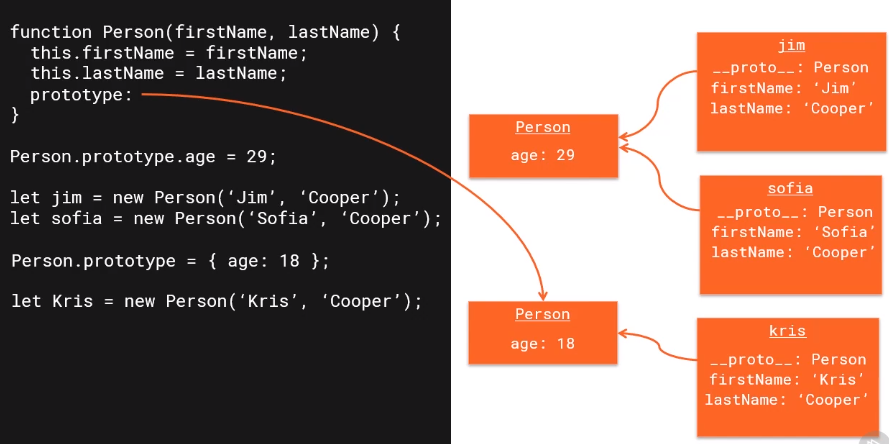 function Person(firstName, lastName) {
this.firstName = firstName;
this.lastName = lastName;
prototype:
}
Person.prototype.age = 29;
let jim = new Person(‘Jim’, ‘Cooper’);
let sofia = new Person(‘Sofia’, ‘Cooper’);
Person.prototype = { age: 18 };
let Kris = new Person(‘Kris’, ‘Cooper’);
Person
age: 29
Person
age: 18
jim
__proto__: Person
firstName: ‘Jim’
lastName: ‘Cooper’
sofia
__proto__: Person
firstName: ‘Sofia’
lastName: ‘Cooper’
kris
__proto__: Person
firstName: 'Kris’
lastName: ‘Cooper’